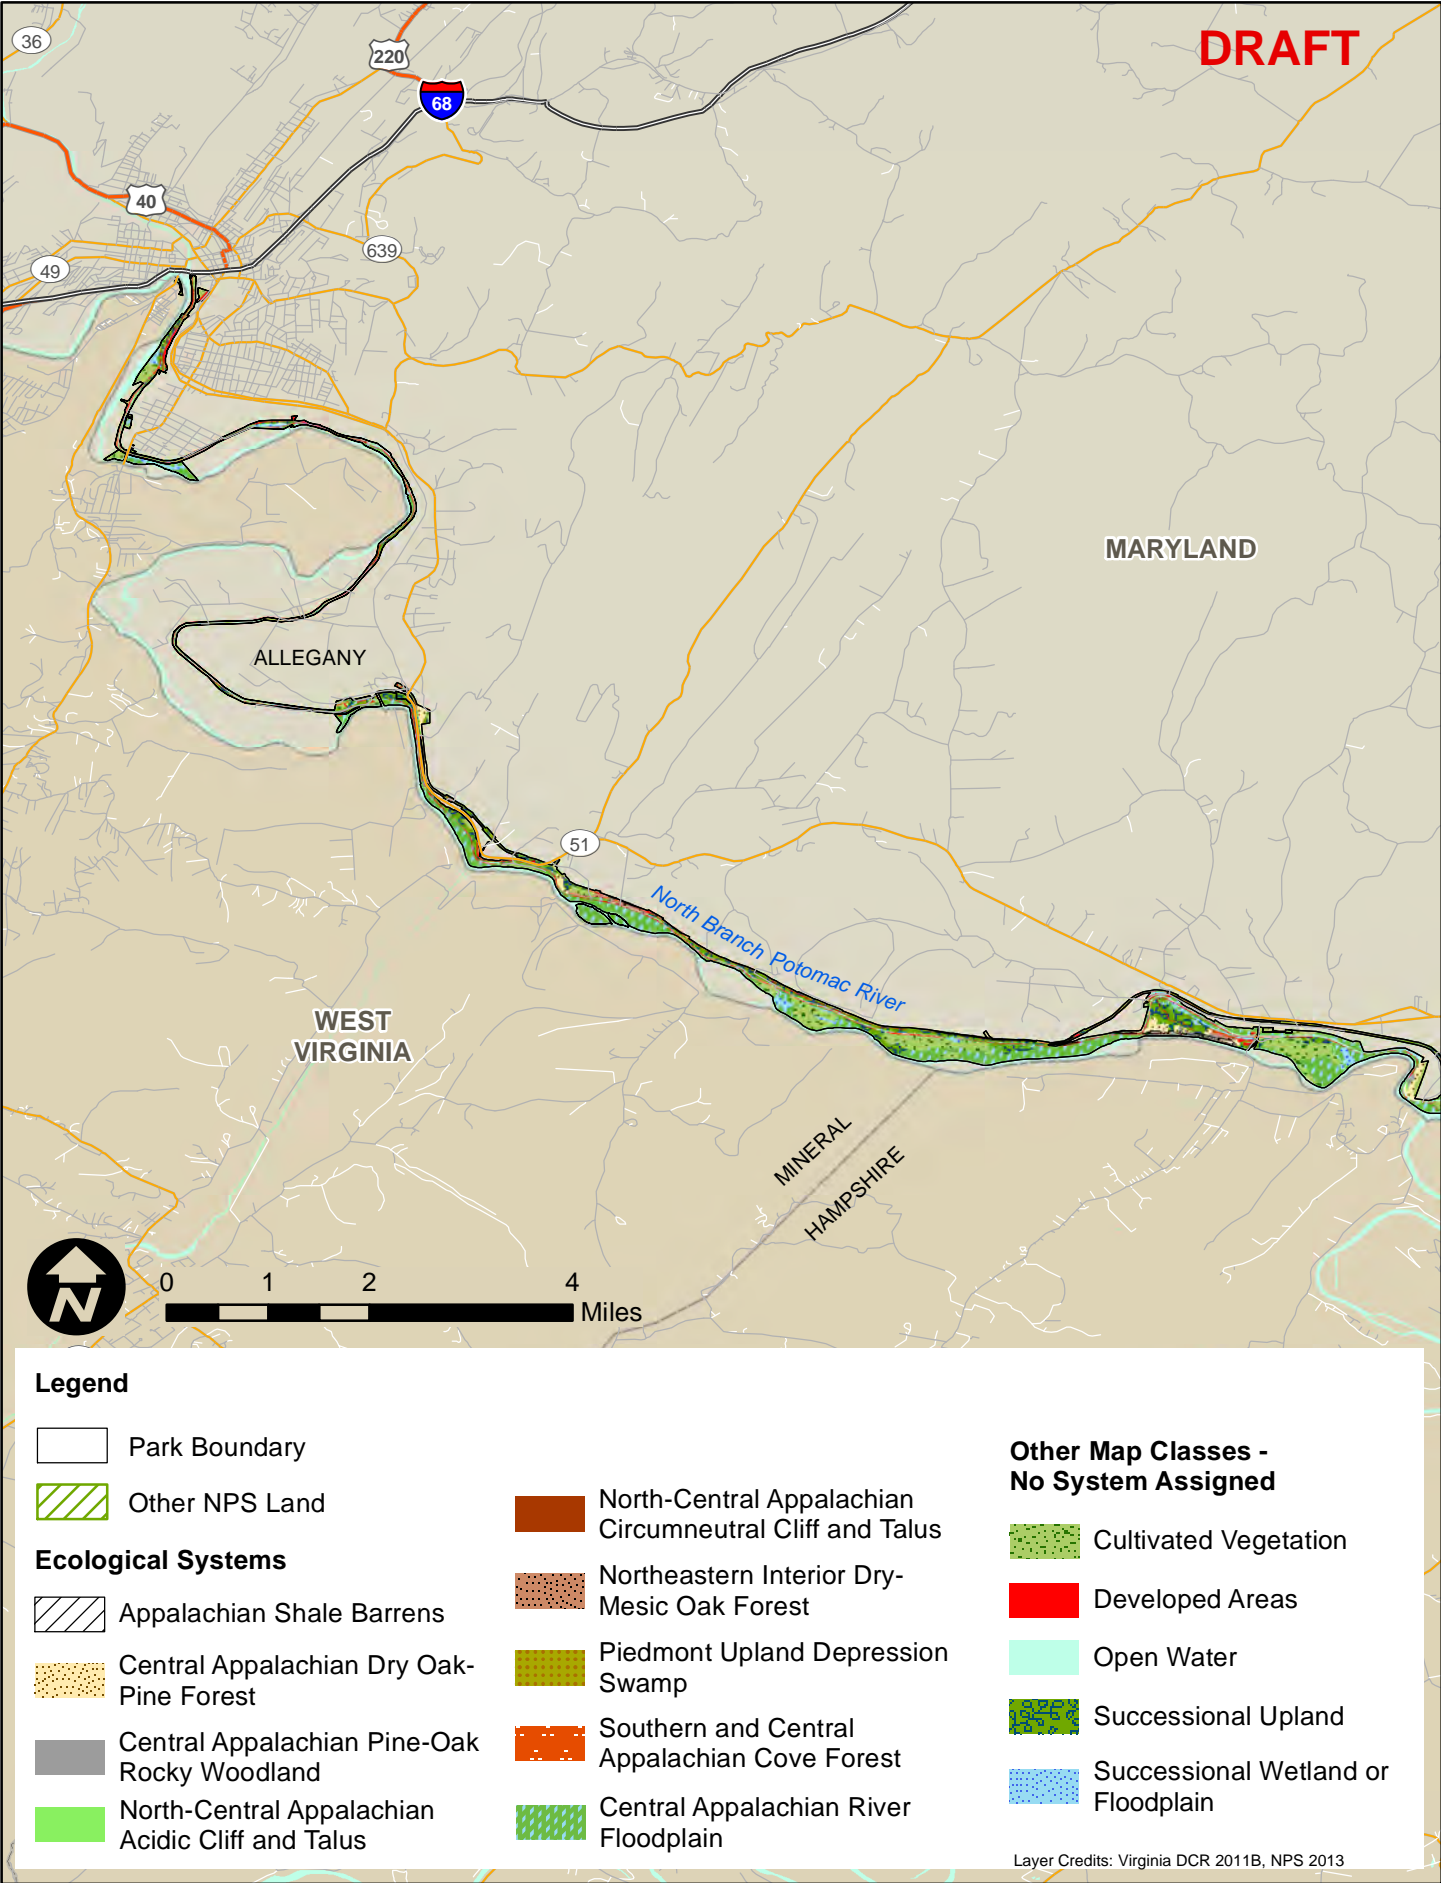 DRAFT
36
220
68
40
639
49
MARYLAND
ALLEGANY
51
North Branch Potomac River
WEST
VIRGINIA
MINERAL
HAMPSHIRE
N
0 1 2 4
Miles
Legend
Park Boundary
Other NPS Land
Ecological Systems
Appalachian Shale Barrens
Central Appalachian Dry Oak-
Pine Forest
Central Appalachian Pine-Oak
Rocky Woodland
North-Central Appalachian
Acidic Cliff and Talus
North-Central Appalachian
Circumneutral Cliff and Talus
Northeastern Interior Dry-
Mesic Oak Forest
Piedmont Upland Depression
Swamp
Southern and Central
Appalachian Cove Forest
Central Appalachian River
Floodplain
Other Map Classes -
No System Assigned
Cultivated Vegetation
Developed Areas
Open Water
Successional Upland
Successional Wetland or
Floodplain
Layer Credits: Virginia DCR 2011B, NPS 2013